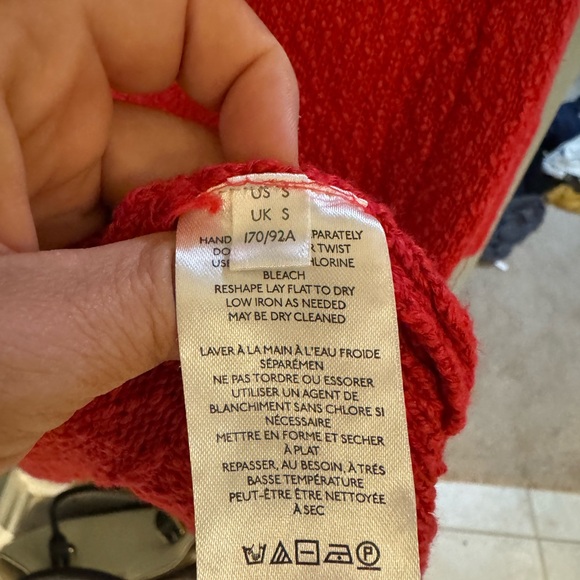 US S
UK S
170/92A
HAND PARATELY
DO R TWIST
USE HLORINE
BLEACH
RESHAPE LAY FLAT TO DRY
LOW IRON AS NEEDED
MAY BE DRY CLEANED
LAVER À LA MAIN À L'EAU FROIDE
SÉPARÉMEN
NE PAS TORDRE OU ESSORER
UTILISER UN AGENT DE
BLANCHIMENT SANS CHLORE SI
NÉCESSAIRE
METTRE EN FORME ET SECHER
À PLAT
REPASSER, AU BESOIN, À TRÉS
BASSE TEMPÉRATURE
PEUT-ÊTRE ÊTRE NETTOYÉE
À SEC
P